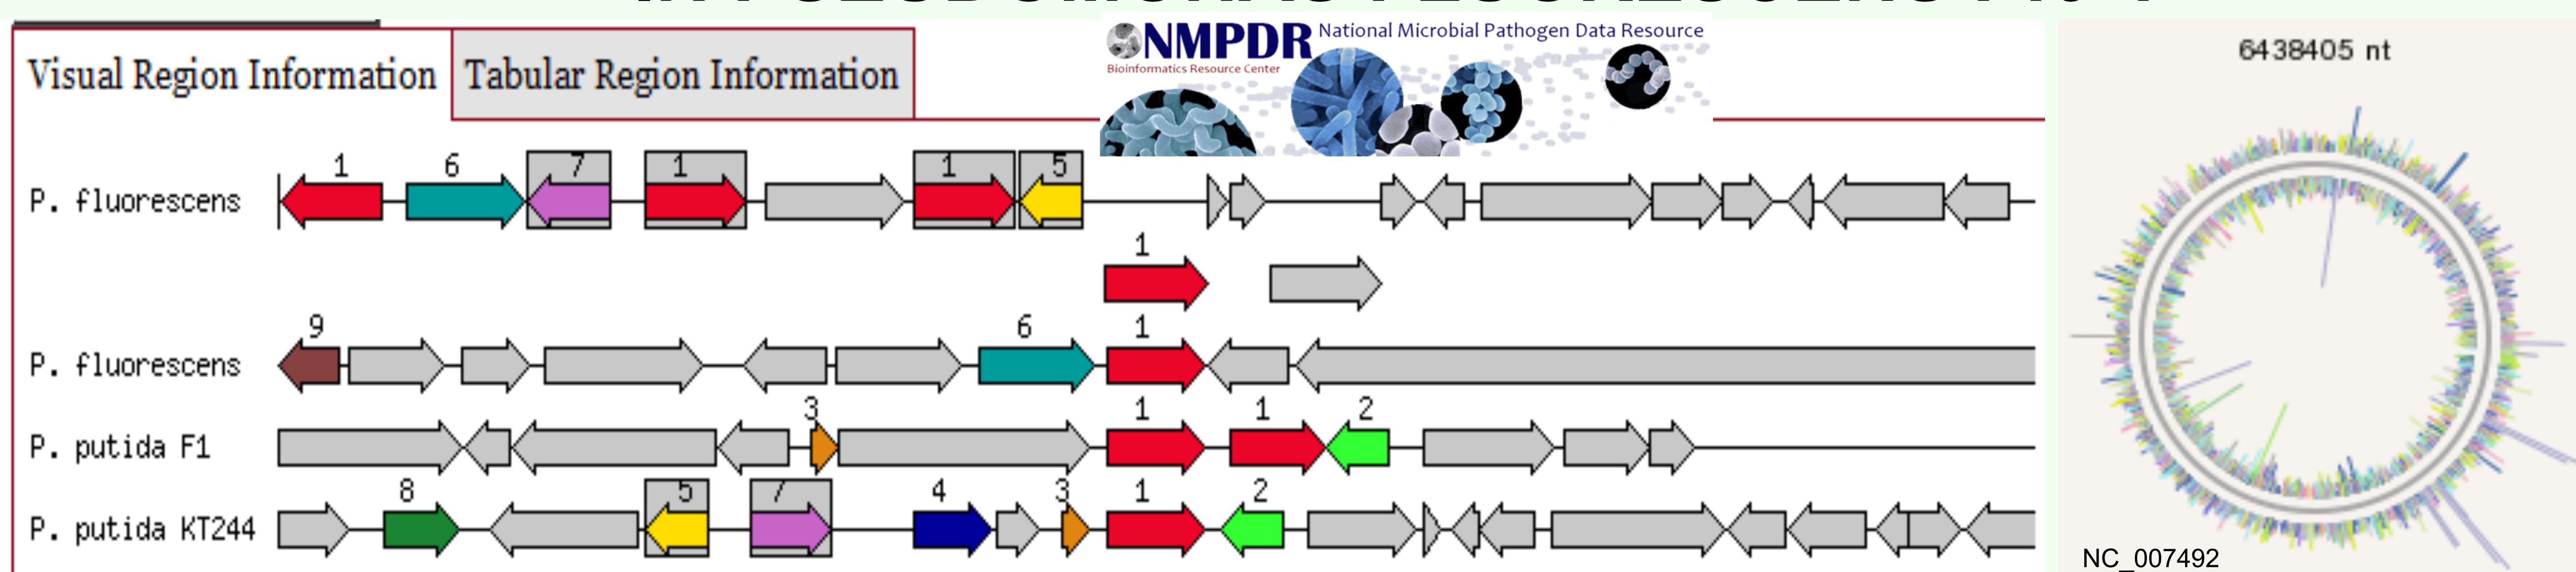 6438405 nt
NMPDR National Microbial Pathogen Data Resource
Bioinformatics Resource Center
Visual Region Information Tabular Region Information
1 6 7 1 1 5
P. fluorescens
1
9 6 1
P. fluorescens
3 1 1 2
P. putida F1
8 5 7 4 3 1 2
P. putida KT244
NC_007492